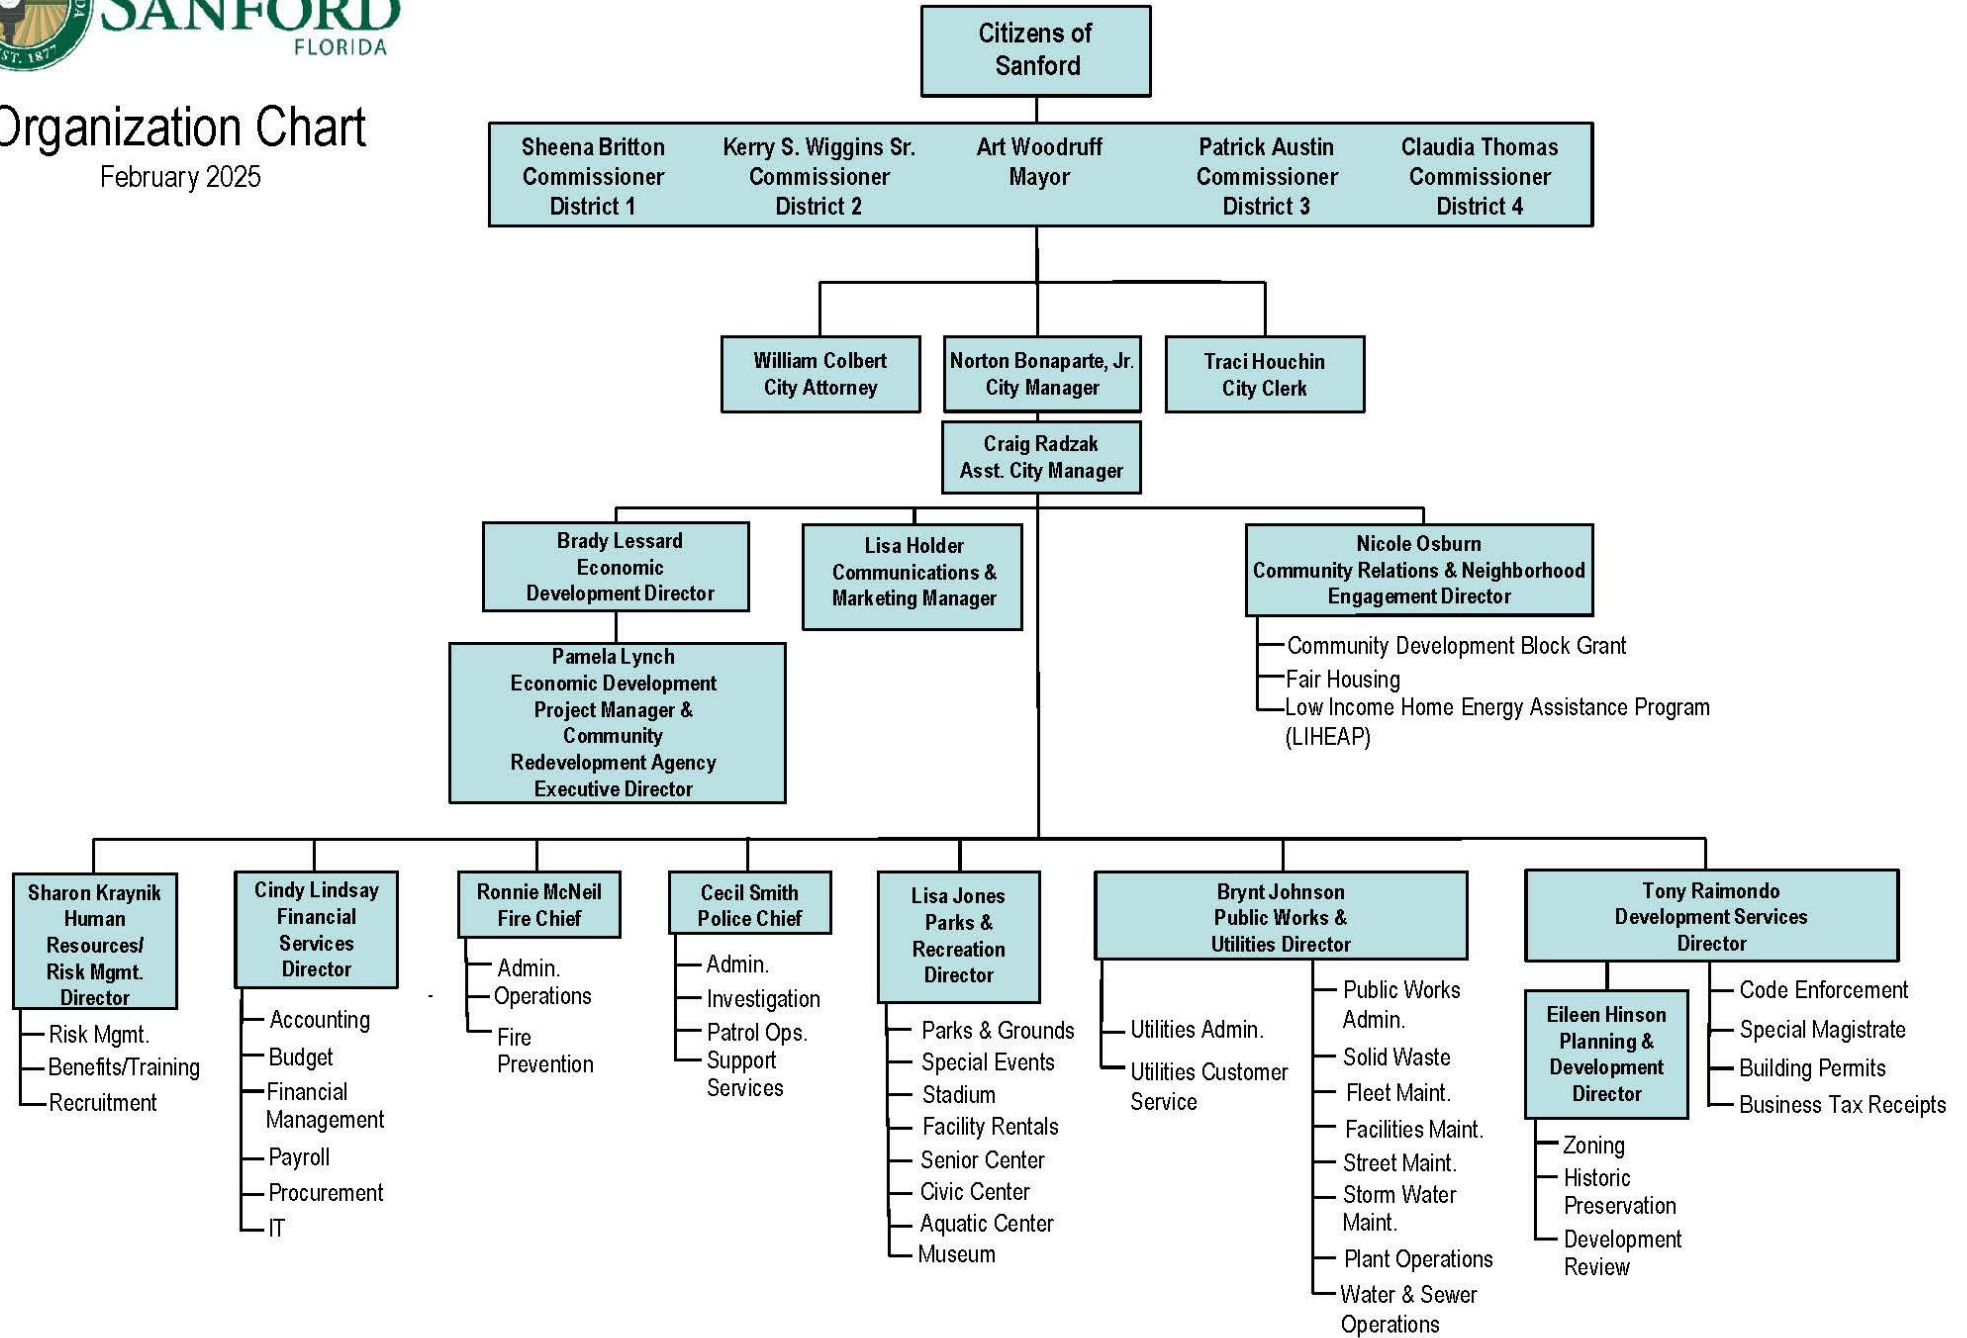 SANFORD
FLORIDA
EST. 1877
Organization Chart
February 2025
Citizens of
Sanford
Sheena Britton
Commissioner
District 1
Kerry S. Wiggins Sr.
Commissioner
District 2
Art Woodruff
Mayor
Patrick Austin
Commissioner
District 3
Claudia Thomas
Commissioner
District 4
William Colbert
City Attorney
Norton Bonaparte, Jr.
City Manager
Traci Houchin
City Clerk
Craig Radzak
Asst. City Manager
Brady Lessard
Economic
Development Director
Lisa Holder
Communications &
Marketing Manager
Nicole Osburn
Community Relations & Neighborhood
Engagement Director
Community Development Block Grant
Fair Housing
Low Income Home Energy Assistance Program
(LIHEAP)
Pamela Lynch
Economic Development
Project Manager &
Community
Redevelopment Agency
Executive Director
Sharon Kraynik
Human
Resources/
Risk Mgmt.
Director
Risk Mgmt.
Benefits/Training
Recruitment
Cindy Lindsay
Financial
Services
Director
Accounting
Budget
Financial
Management
Payroll
Procurement
IT
Ronnie McNeil
Fire Chief
Admin.
Operations
Fire
Prevention
Cecil Smith
Police Chief
Admin.
Investigation
Patrol Ops.
Support
Services
Lisa Jones
Parks &
Recreation
Director
Parks & Grounds
Special Events
Stadium
Facility Rentals
Senior Center
Civic Center
Aquatic Center
Museum
Brynt Johnson
Public Works &
Utilities Director
Utilities Admin.
Utilities Customer
Service
Public Works
Admin.
Solid Waste
Fleet Maint.
Facilities Maint.
Street Maint.
Storm Water
Maint.
Plant Operations
Water & Sewer
Operations
Tony Raimondo
Development Services
Director
Eileen Hinson
Planning &
Development
Director
Zoning
Historic
Preservation
Development
Review
Code Enforcement
Special Magistrate
Building Permits
Business Tax Receipts